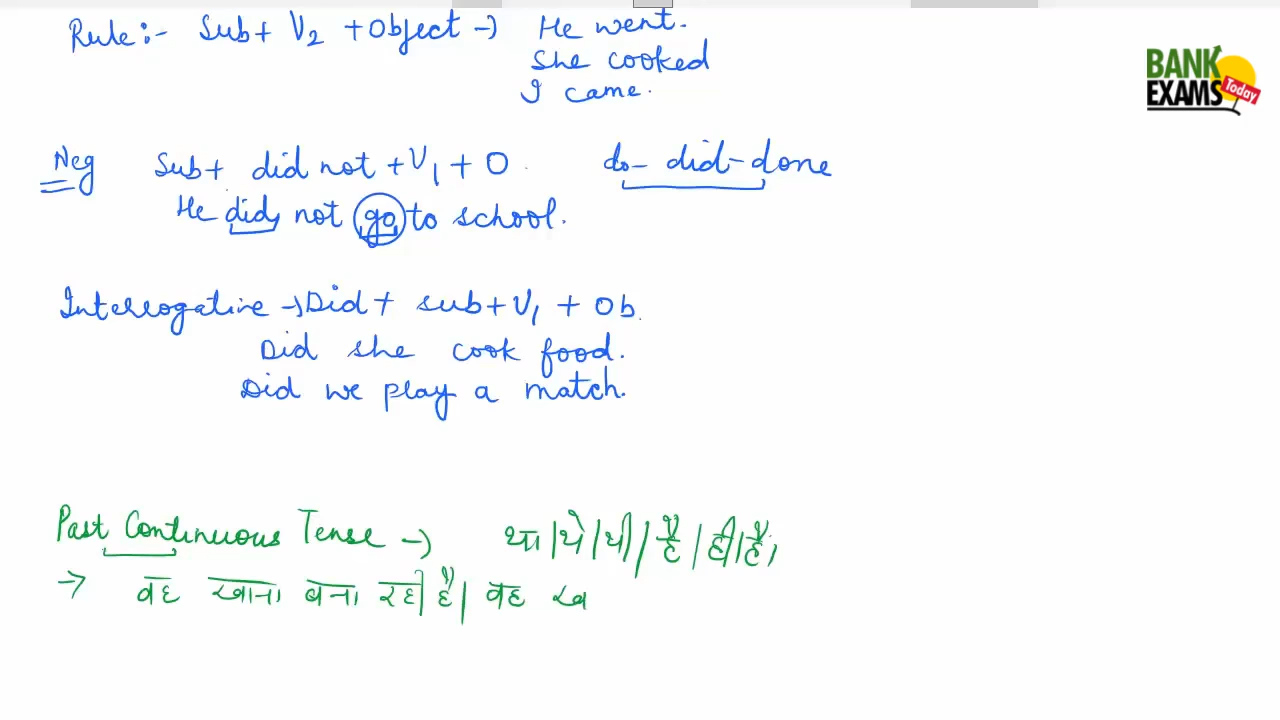 Rule:- Sub + V2 + Object → He went.
She cooked
I came.
BANK
EXAMS Today
Neg Sub + did not + V1 + O do - did - done
He did not go to school.
Interrogative → Did + sub + V1 + Ob.
Did she cook food.
Did we play a match.
Past Continuous Tense → था/थे/थी/
→ वह खाना बना रही है। वह ख